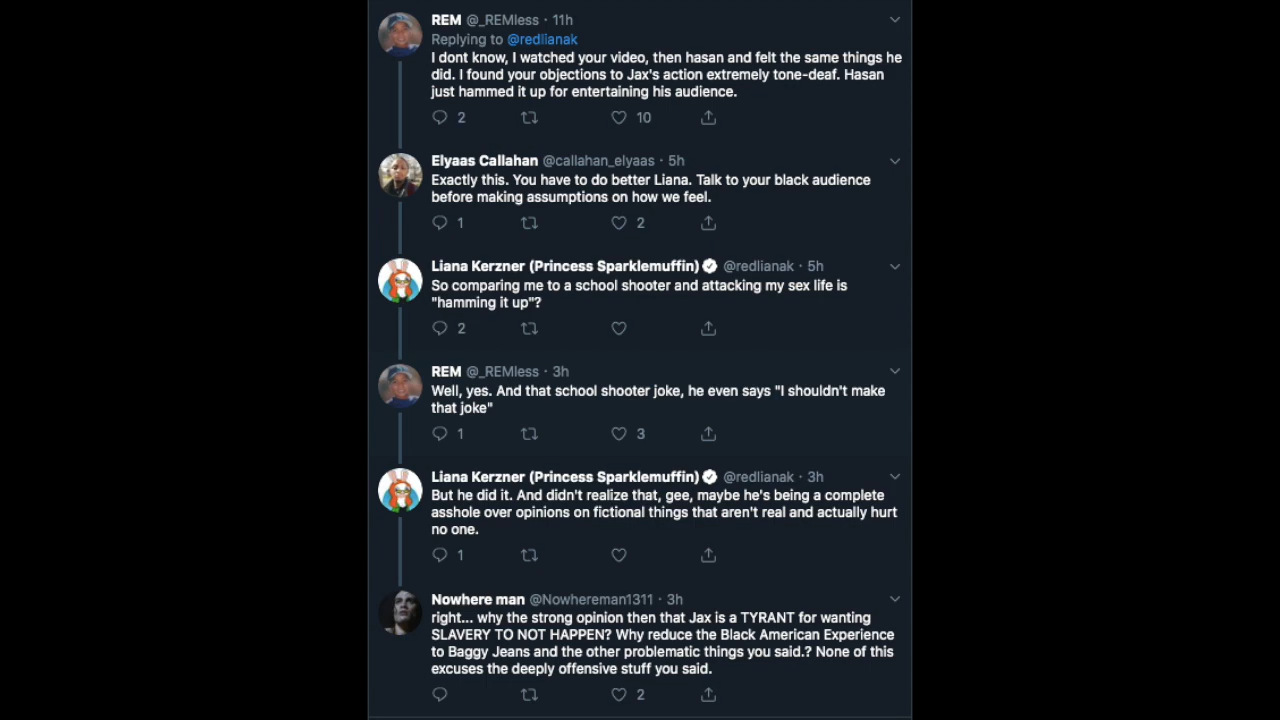 REM @_REMless · 11h
Replying to @redlianak
I dont know, I watched your video, then hasan and felt the same things he
did. I found your objections to Jax's action extremely tone-deaf. Hasan
just hammed it up for entertaining his audience.
2 10
Elyaas Callahan @callahan_elyaas · 5h
Exactly this. You have to do better Liana. Talk to your black audience
before making assumptions on how we feel.
1 2
Liana Kerzner (Princess Sparklemuffin) @redlianak · 5h
So comparing me to a school shooter and attacking my sex life is
"hamming it up"?
2
REM @_REMless · 3h
Well, yes. And that school shooter joke, he even says "I shouldn't make
that joke"
1 3
Liana Kerzner (Princess Sparklemuffin) @redlianak · 3h
But he did it. And didn't realize that, gee, maybe he's being a complete
asshole over opinions on fictional things that aren't real and actually hurt
no one.
1
Nowhere man @Nowhereman1311 · 3h
right... why the strong opinion then that Jax is a TYRANT for wanting
SLAVERY TO NOT HAPPEN? Why reduce the Black American Experience
to Baggy Jeans and the other problematic things you said.? None of this
excuses the deeply offensive stuff you said.
2